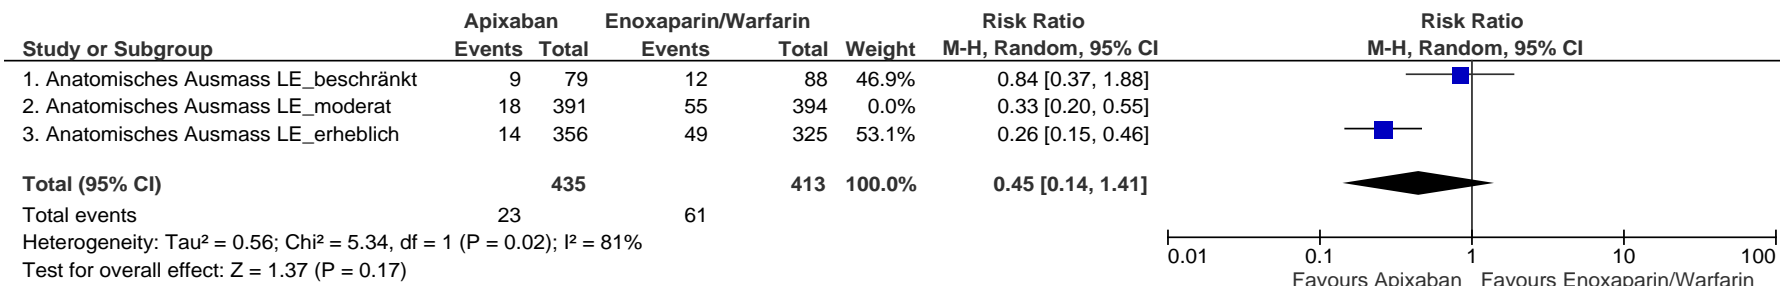 Apixaban Enoxaparin/Warfarin Risk Ratio Risk Ratio
Study or Subgroup Events Total Events Total Weight M-H, Random, 95% CI M-H, Random, 95% CI
1. Anatomisches Ausmass LE_beschränkt 9 79 12 88 46.9% 0.84 [0.37, 1.88]
2. Anatomisches Ausmass LE_moderat 18 391 55 394 0.0% 0.33 [0.20, 0.55]
3. Anatomisches Ausmass LE_erheblich 14 356 49 325 53.1% 0.26 [0.15, 0.46]
Total (95% CI) 435 413 100.0% 0.45 [0.14, 1.41]
Total events 23 61
Heterogeneity: Tau² = 0.56; Chi² = 5.34, df = 1 (P = 0.02); I² = 81%
Test for overall effect: Z = 1.37 (P = 0.17)
0.01 0.1 1 10 100
Favours Apixaban Favours Enoxaparin/Warfarin